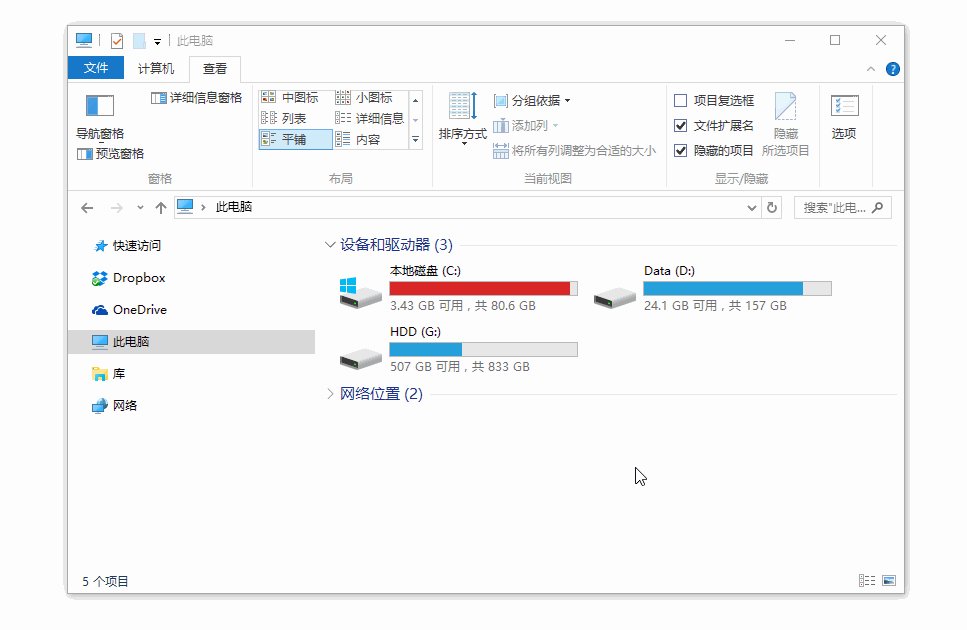 此电脑
文件 计算机 查看
导航窗格
预览窗格
详细信息窗格
窗格
中图标 小图标
列表 详细信息
平铺 内容
布局
排序方式
分组依据
添加列
将所有列调整为合适的大小
当前视图
项目复选框
文件扩展名
隐藏的项目
隐藏
所选项目
显示/隐藏
选项
此电脑
搜索"此电...
快速访问
Dropbox
OneDrive
此电脑
库
网络
设备和驱动器 (3)
本地磁盘 (C:)
3.43 GB 可用，共 80.6 GB
Data (D:)
24.1 GB 可用，共 157 GB
HDD (G:)
507 GB 可用，共 833 GB
网络位置 (2)
5 个项目